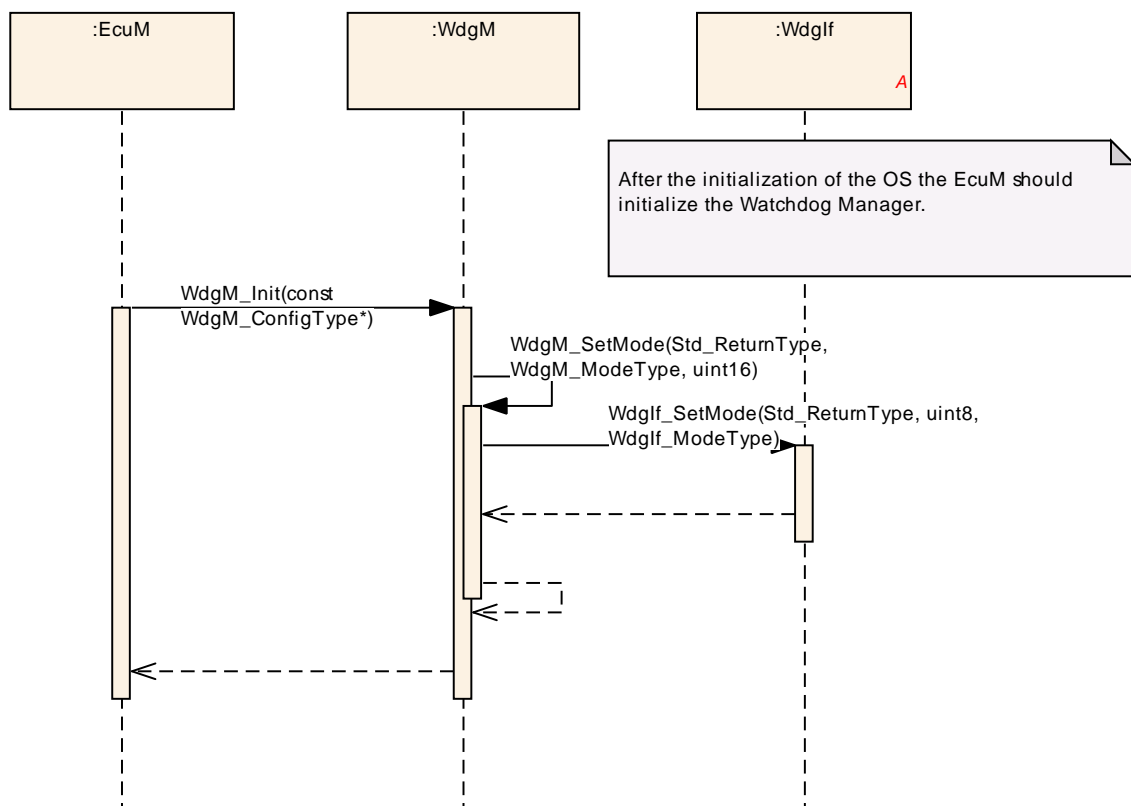 :EcuM
:WdgM
:WdgIf
A
After the initialization of the OS the EcuM should
initialize the Watchdog Manager.
WdgM_Init(const
WdgM_ConfigType*)
WdgM_SetMode(Std_ReturnType,
WdgM_ModeType, uint16)
WdgIf_SetMode(Std_ReturnType, uint8,
WdgIf_ModeType)